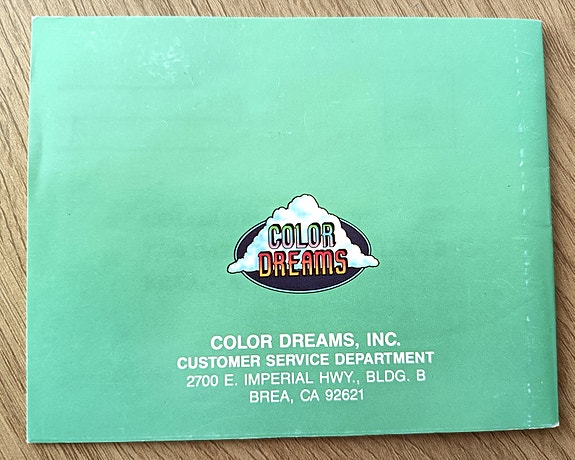 COLOR
DREAMS
COLOR DREAMS, INC.
CUSTOMER SERVICE DEPARTMENT
2700 E. IMPERIAL HWY., BLDG. B
BREA, CA 92621